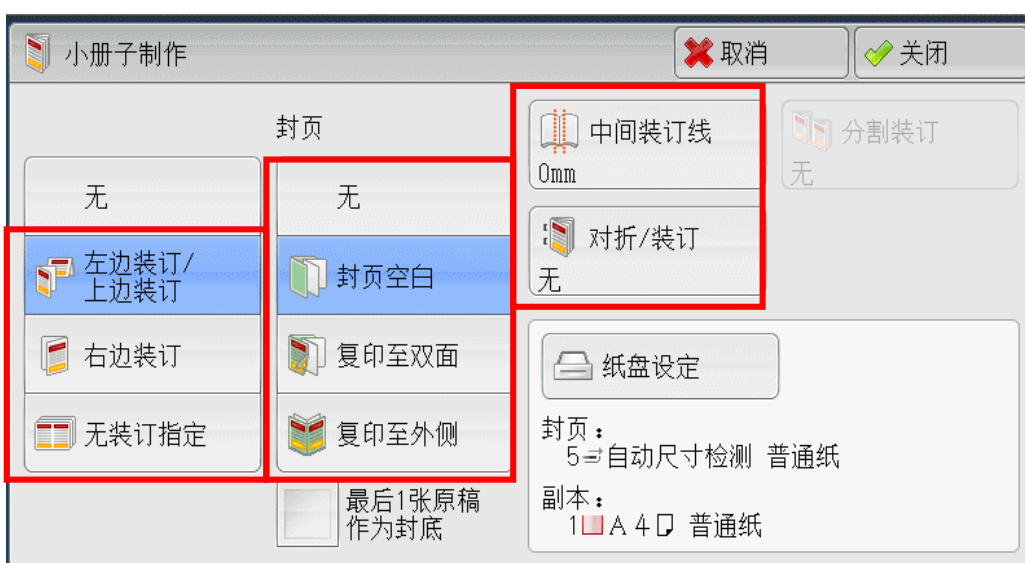 小册子制作
取消
关闭
封页
无
左边装订/
上边装订
右边装订
无装订指定
无
封页空白
复印至双面
复印至外侧
最后1张原稿
作为封底
中间装订线
0mm
分割装订
无
对折/装订
无
纸盘设定
封页：
5 自动尺寸检测 普通纸
副本：
1 A4 普通纸